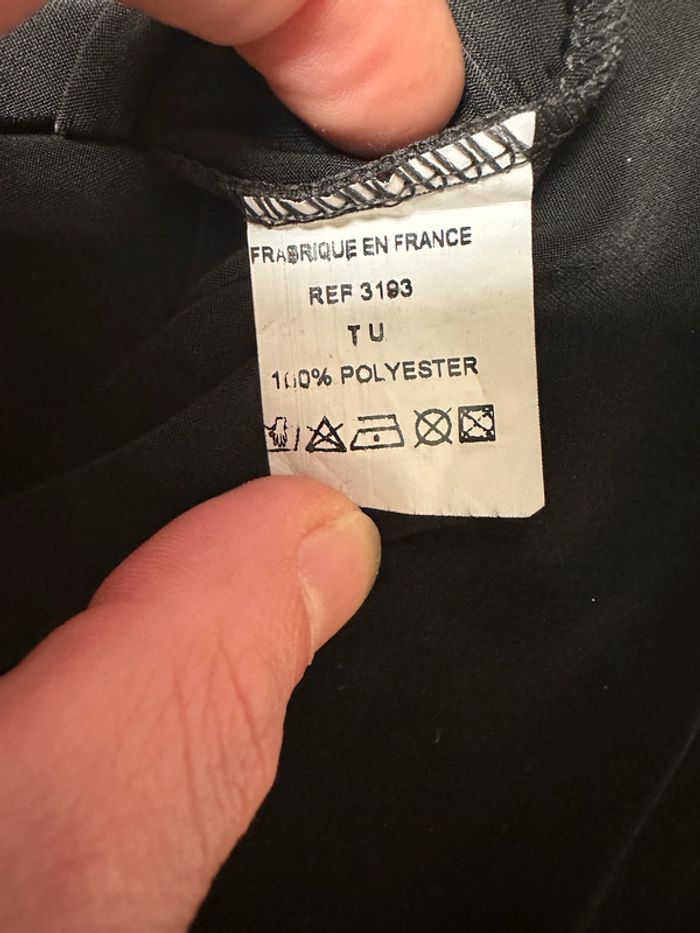 FRABRIQUE EN FRANCE
REF 3193
T U
100% POLYESTER